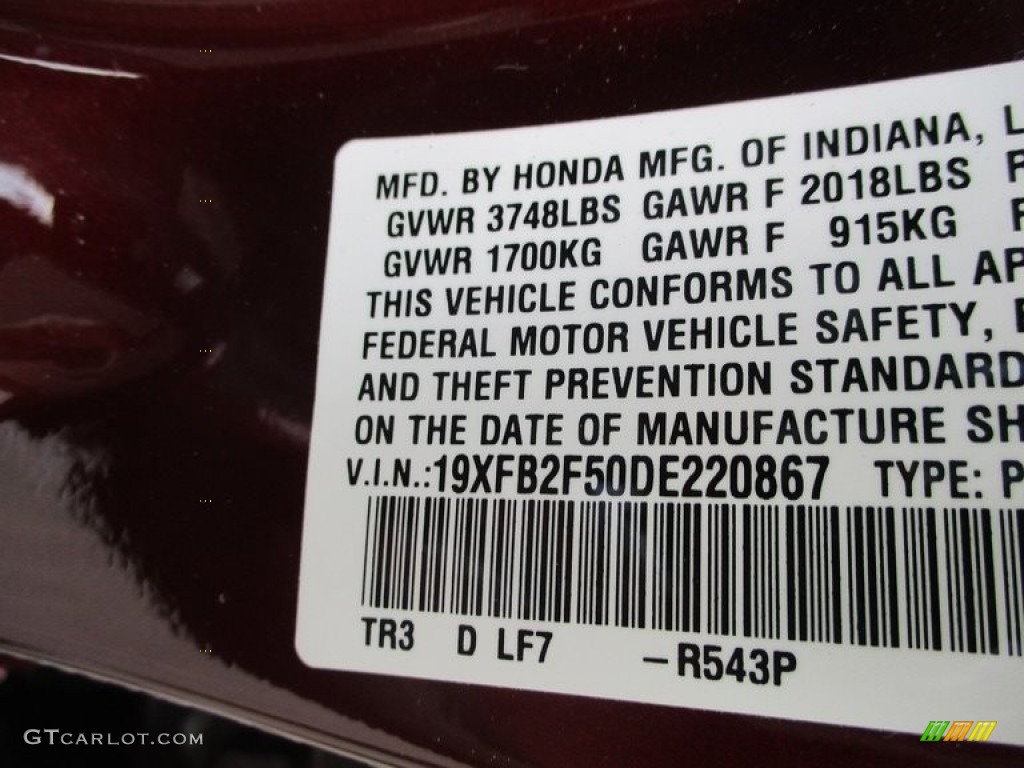 MFD. BY HONDA MFG. OF INDIANA, L
GVWR 3748LBS GAWR F 2018LBS
GVWR 1700KG GAWR F 915KG
THIS VEHICLE CONFORMS TO ALL AP
FEDERAL MOTOR VEHICLE SAFETY,
AND THEFT PREVENTION STANDARD
ON THE DATE OF MANUFACTURE SH
V.I.N.:19XFB2F50DE220867 TYPE: P
TR3 D LF7 –R543P
GTCARLOT.COM